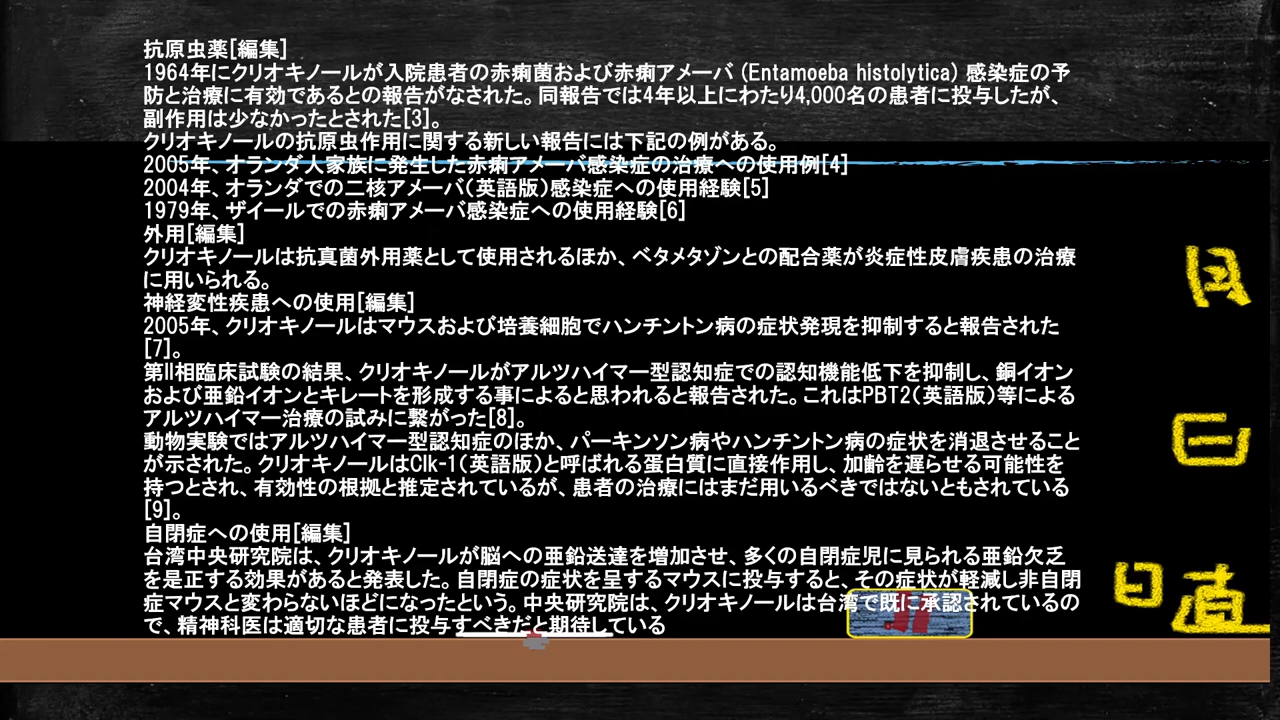 抗原虫薬[編集]
1964年にクリオキノールが入院患者の赤痢菌および赤痢アメーバ (Entamoeba histolytica) 感染症の予
防と治療に有効であるとの報告がなされた。同報告では4年以上にわたり4,000名の患者に投与したが、
副作用は少なかったとされた[3]。
クリオキノールの抗原虫作用に関する新しい報告には下記の例がある。
2005年、オランダ人家族に発生した赤痢アメーバ感染症の治療への使用例[4]
2004年、オランダでの二核アメーバ(英語版)感染症への使用経験[5]
1979年、ザイールでの赤痢アメーバ感染症への使用経験[6]
外用[編集]
クリオキノールは抗真菌外用薬として使用されるほか、ベタメタゾンとの配合薬が炎症性皮膚疾患の治療
に用いられる。
神経変性疾患への使用[編集]
2005年、クリオキノールはマウスおよび培養細胞でハンチントン病の症状発現を抑制すると報告された
[7]。
第II相臨床試験の結果、クリオキノールがアルツハイマー型認知症での認知機能低下を抑制し、銅イオン
および亜鉛イオンとキレートを形成する事によると思われると報告された。これはPBT2(英語版)等による
アルツハイマー治療の試みに繋がった[8]。
動物実験ではアルツハイマー型認知症のほか、パーキンソン病やハンチントン病の症状を消退させること
が示された。クリオキノールはClk-1(英語版)と呼ばれる蛋白質に直接作用し、加齢を遅らせる可能性を
持つとされ、有効性の根拠と推定されているが、患者の治療にはまだ用いるべきではないともされている
[9]。
自閉症への使用[編集]
台湾中央研究院は、クリオキノールが脳への亜鉛送達を増加させ、多くの自閉症児に見られる亜鉛欠乏
を是正する効果があると発表した。自閉症の症状を呈するマウスに投与すると、その症状が軽減し非自閉
症マウスと変わらないほどになったという。中央研究院は、クリオキノールは台湾で既に承認されているの
で、精神科医は適切な患者に投与すべきだと期待している
日直